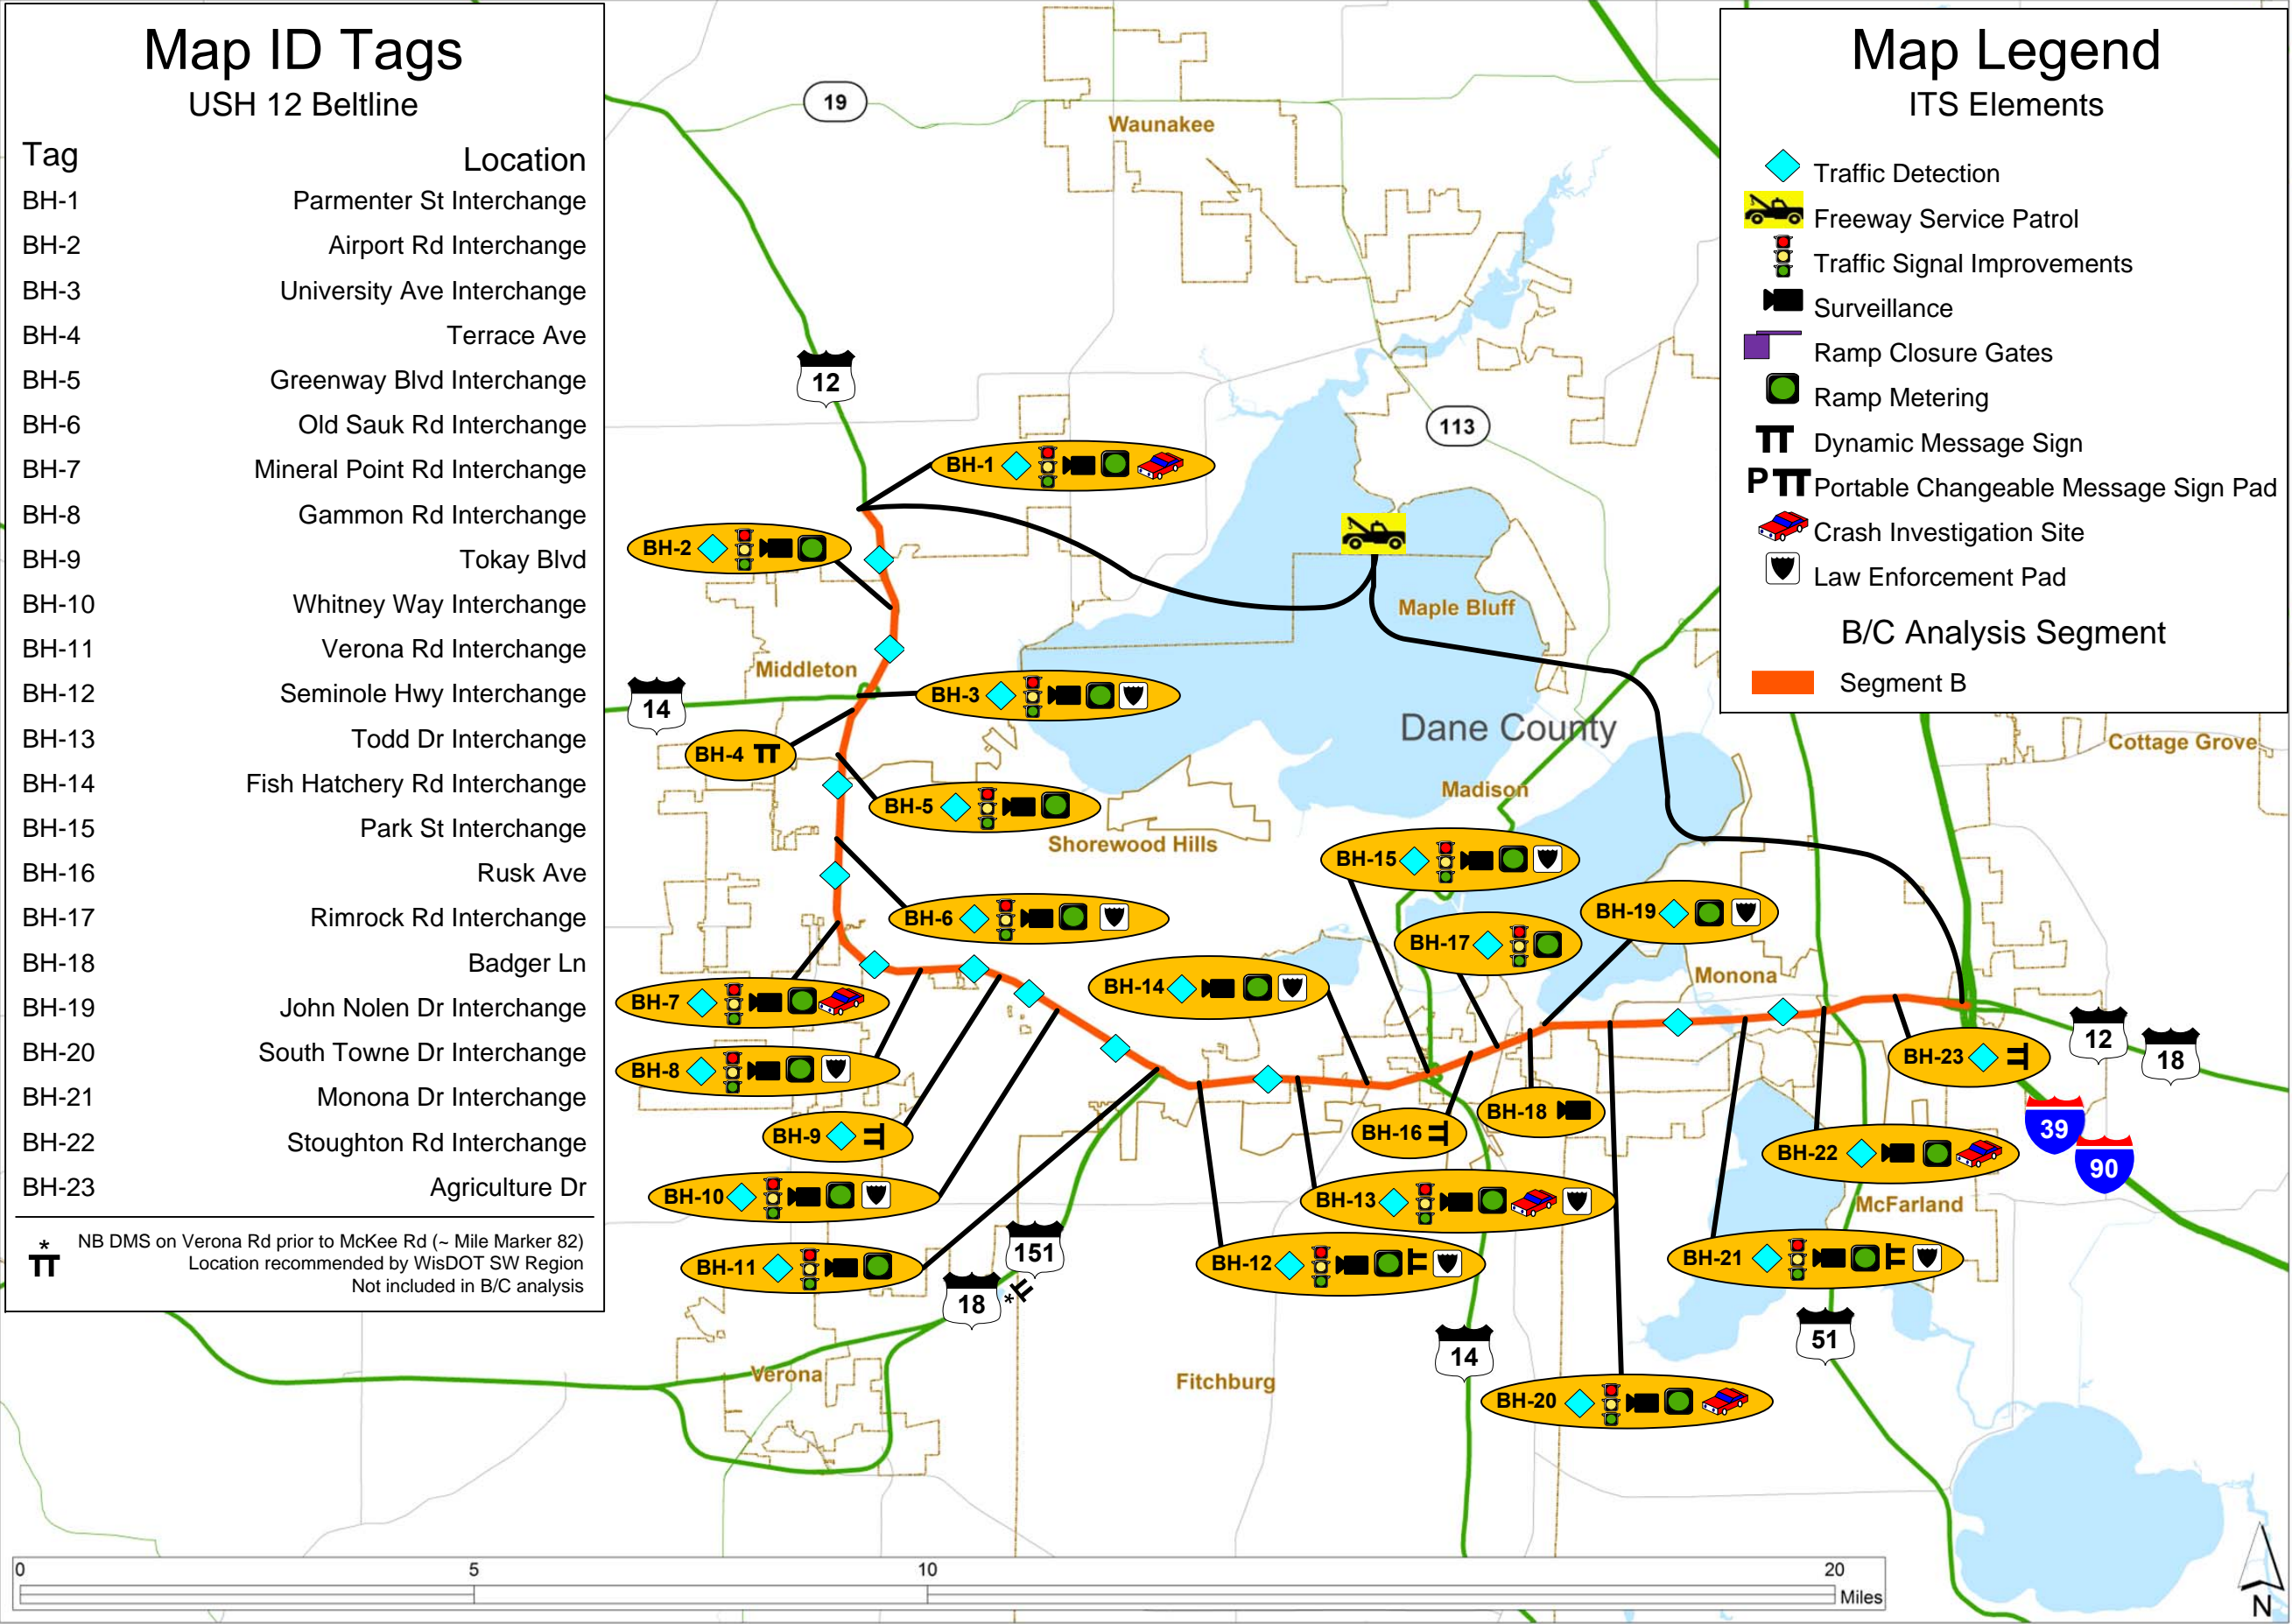 Map ID Tags
USH 12 Beltline
Tag Location
BH-1 Parmenter St Interchange
BH-2 Airport Rd Interchange
BH-3 University Ave Interchange
BH-4 Terrace Ave
BH-5 Greenway Blvd Interchange
BH-6 Old Sauk Rd Interchange
BH-7 Mineral Point Rd Interchange
BH-8 Gammon Rd Interchange
BH-9 Tokay Blvd
BH-10 Whitney Way Interchange
BH-11 Verona Rd Interchange
BH-12 Seminole Hwy Interchange
BH-13 Todd Dr Interchange
BH-14 Fish Hatchery Rd Interchange
BH-15 Park St Interchange
BH-16 Rusk Ave
BH-17 Rimrock Rd Interchange
BH-18 Badger Ln
BH-19 John Nolen Dr Interchange
BH-20 South Towne Dr Interchange
BH-21 Monona Dr Interchange
BH-22 Stoughton Rd Interchange
BH-23 Agriculture Dr
* NB DMS on Verona Rd prior to McKee Rd (~ Mile Marker 82)
Location recommended by WisDOT SW Region
Not included in B/C analysis
Map Legend
ITS Elements
Traffic Detection
Freeway Service Patrol
Traffic Signal Improvements
Surveillance
Ramp Closure Gates
Ramp Metering
Dynamic Message Sign
P Portable Changeable Message Sign Pad
Crash Investigation Site
Law Enforcement Pad
B/C Analysis Segment
Segment B
19
Waunakee
12
113
BH-1
BH-2
Maple Bluff
Middleton
14
BH-3
Dane County
Cottage Grove
BH-4
Madison
BH-5
Shorewood Hills
BH-15
BH-6
BH-19
BH-17
Monona
BH-14
BH-7
12
18
BH-23
BH-8
BH-18
BH-9
BH-16
39
90
BH-22
BH-10
BH-13
McFarland
151
BH-11
BH-12
BH-21
18
*
51
14
Verona
Fitchburg
BH-20
0 5 10 20
Miles
N